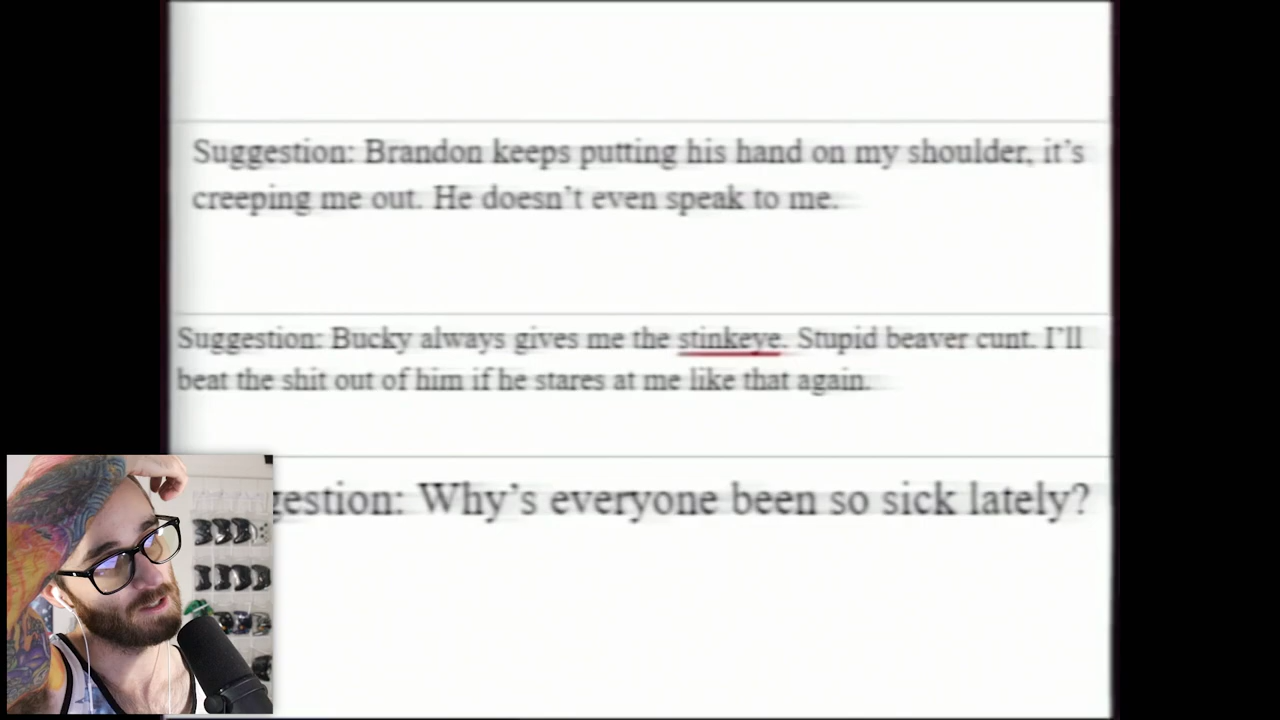 Suggestion: Brandon keeps putting his hand on my shoulder, it’s
creeping me out. He doesn’t even speak to me.
Suggestion: Bucky always gives me the stinkeye. Stupid beaver cunt. I’ll
beat the shit out of him if he stares at me like that again.
gestion: Why’s everyone been so sick lately?